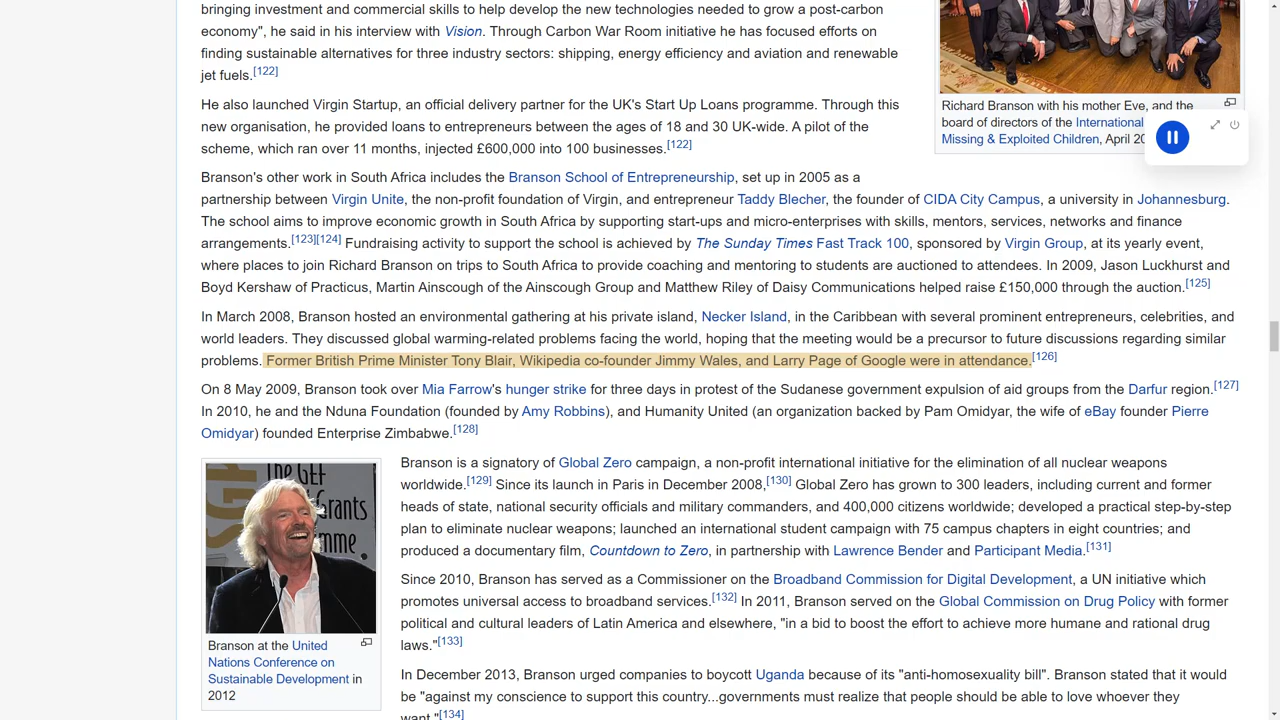 bringing investment and commercial skills to help develop the new technologies needed to grow a post-carbon
economy", he said in his interview with Vision. Through Carbon War Room initiative he has focused efforts on
finding sustainable alternatives for three industry sectors: shipping, energy efficiency and aviation and renewable
jet fuels.[122]
Richard Branson with his mother Eve, and the
board of directors of the International
Missing & Exploited Children, April 20
He also launched Virgin Startup, an official delivery partner for the UK's Start Up Loans programme. Through this
new organisation, he provided loans to entrepreneurs between the ages of 18 and 30 UK-wide. A pilot of the
scheme, which ran over 11 months, injected £600,000 into 100 businesses.[122]
Branson's other work in South Africa includes the Branson School of Entrepreneurship, set up in 2005 as a
partnership between Virgin Unite, the non-profit foundation of Virgin, and entrepreneur Taddy Blecher, the founder of CIDA City Campus, a university in Johannesburg.
The school aims to improve economic growth in South Africa by supporting start-ups and micro-enterprises with skills, mentors, services, networks and finance
arrangements.[123][124] Fundraising activity to support the school is achieved by The Sunday Times Fast Track 100, sponsored by Virgin Group, at its yearly event,
where places to join Richard Branson on trips to South Africa to provide coaching and mentoring to students are auctioned to attendees. In 2009, Jason Luckhurst and
Boyd Kershaw of Practicus, Martin Ainscough of the Ainscough Group and Matthew Riley of Daisy Communications helped raise £150,000 through the auction.[125]
In March 2008, Branson hosted an environmental gathering at his private island, Necker Island, in the Caribbean with several prominent entrepreneurs, celebrities, and
world leaders. They discussed global warming-related problems facing the world, hoping that the meeting would be a precursor to future discussions regarding similar
problems. Former British Prime Minister Tony Blair, Wikipedia co-founder Jimmy Wales, and Larry Page of Google were in attendance.[126]
On 8 May 2009, Branson took over Mia Farrow's hunger strike for three days in protest of the Sudanese government expulsion of aid groups from the Darfur region.[127]
In 2010, he and the Nduna Foundation (founded by Amy Robbins), and Humanity United (an organization backed by Pam Omidyar, the wife of eBay founder Pierre
Omidyar) founded Enterprise Zimbabwe.[128]
The GEF
Grants
mme.
Branson at the United
Nations Conference on
Sustainable Development in
2012
Branson is a signatory of Global Zero campaign, a non-profit international initiative for the elimination of all nuclear weapons
worldwide.[129] Since its launch in Paris in December 2008,[130] Global Zero has grown to 300 leaders, including current and former
heads of state, national security officials and military commanders, and 400,000 citizens worldwide; developed a practical step-by-step
plan to eliminate nuclear weapons; launched an international student campaign with 75 campus chapters in eight countries; and
produced a documentary film, Countdown to Zero, in partnership with Lawrence Bender and Participant Media.[131]
Since 2010, Branson has served as a Commissioner on the Broadband Commission for Digital Development, a UN initiative which
promotes universal access to broadband services.[132] In 2011, Branson served on the Global Commission on Drug Policy with former
political and cultural leaders of Latin America and elsewhere, "in a bid to boost the effort to achieve more humane and rational drug
laws."[133]
In December 2013, Branson urged companies to boycott Uganda because of its "anti-homosexuality bill". Branson stated that it would
be "against my conscience to support this country...governments must realize that people should be able to love whoever they
want."[134]